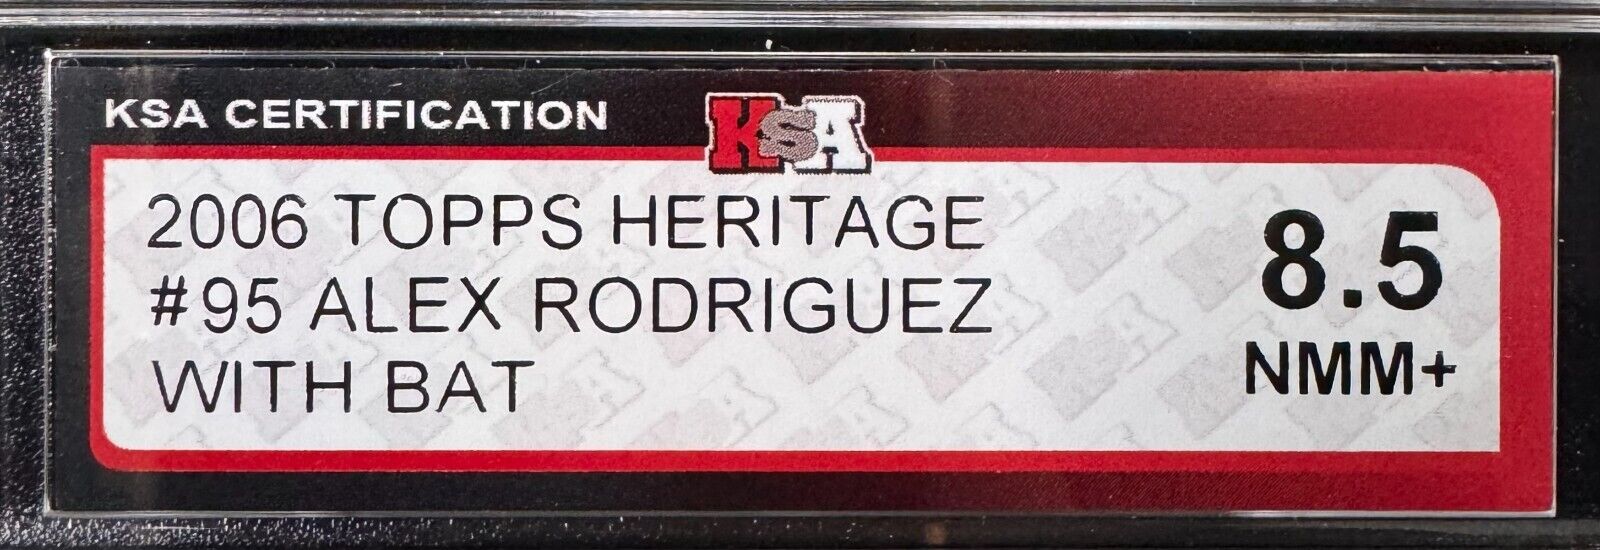 KSA CERTIFICATION
KSA
2006 TOPPS HERITAGE
#95 ALEX RODRIGUEZ
WITH BAT
8.5
NMM+